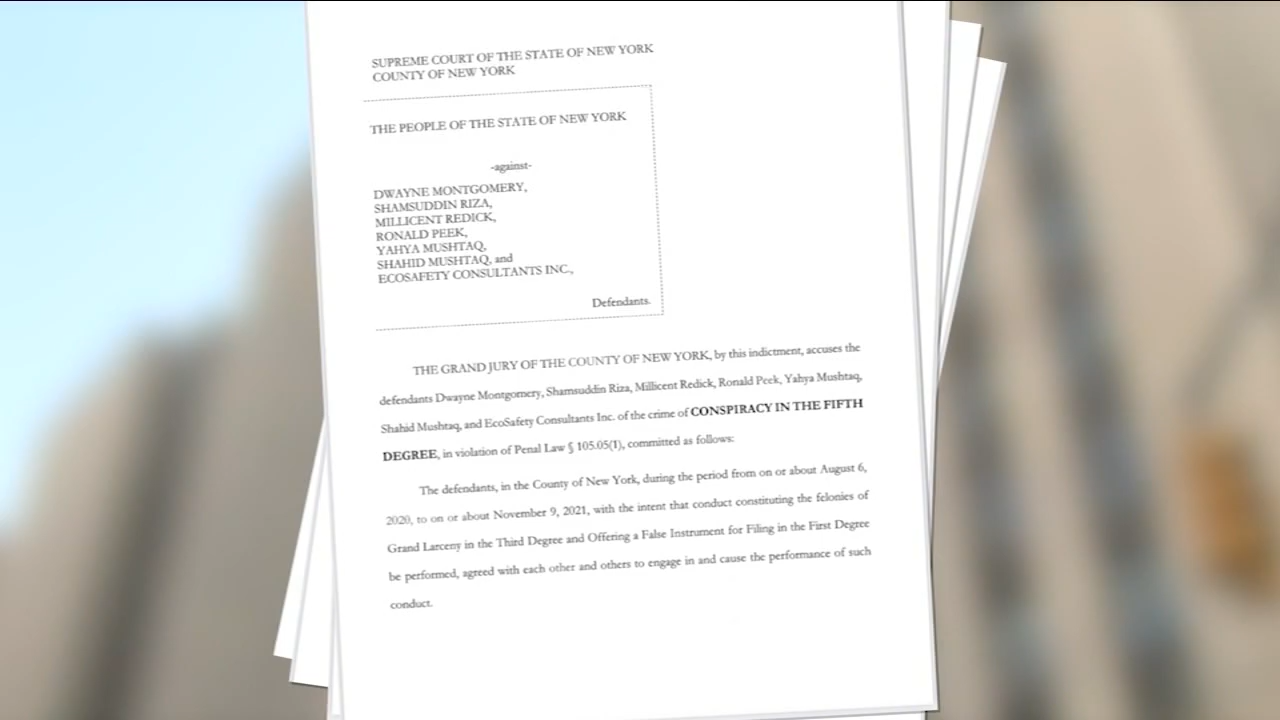 SUPREME COURT OF THE STATE OF NEW YORK
COUNTY OF NEW YORK
THE PEOPLE OF THE STATE OF NEW YORK
-against-
DWAYNE MONTGOMERY,
SHAMSUDDIN RIZA,
MILLICENT REDICK,
RONALD PEEK,
YAHYA MUSHTAQ,
SHAHID MUSHTAQ, and
ECOSAFETY CONSULTANTS INC.,
Defendants.
THE GRAND JURY OF THE COUNTY OF NEW YORK, by this indictment, accuses the
defendants Dwayne Montgomery, Shamsuddin Riza, Millicent Redick, Ronald Peek, Yahya Mushtaq,
Shahid Mushtaq, and EcoSafety Consultants Inc. of the crime of CONSPIRACY IN THE FIFTH
DEGREE, in violation of Penal Law § 105.05(1), committed as follows:
The defendants, in the County of New York, during the period from on or about August 6,
2020, to on or about November 9, 2021, with the intent that conduct constituting the felonies of
Grand Larceny in the Third Degree and Offering a False Instrument for Filing in the First Degree
be performed, agreed with each other and others to engage in and cause the performance of such
conduct.